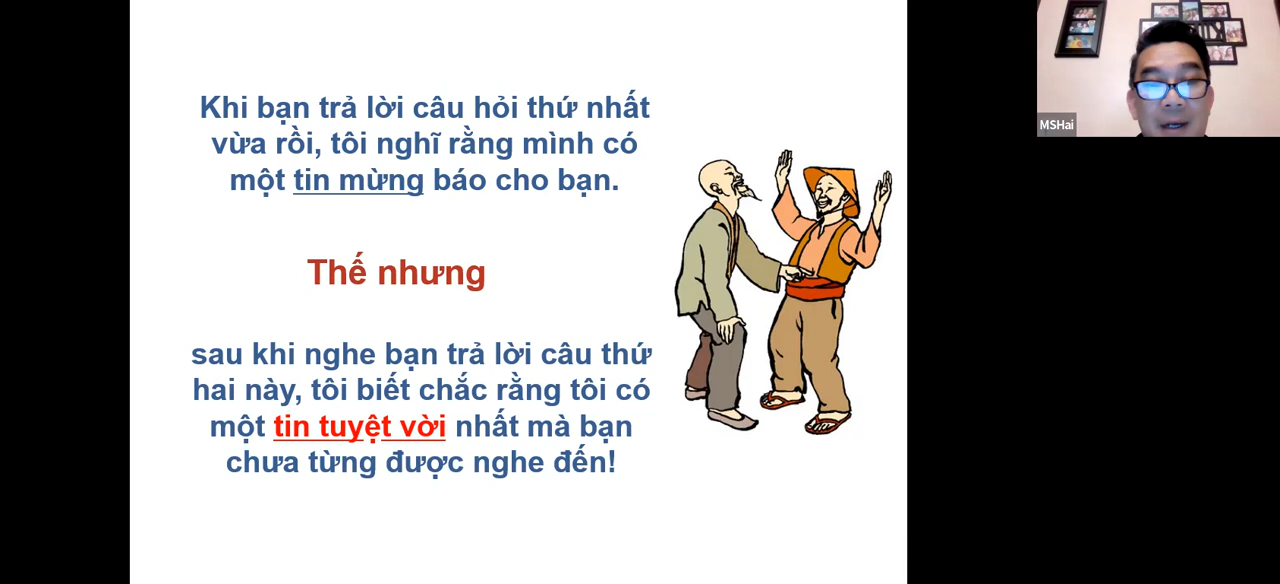 Khi bạn trả lời câu hỏi thứ nhất
vừa rồi, tôi nghĩ rằng mình có
một tin mừng báo cho bạn.
Thế nhưng
sau khi nghe bạn trả lời câu thứ
hai này, tôi biết chắc rằng tôi có
một tin tuyệt vời nhất mà bạn
chưa từng được nghe đến!
MSHai